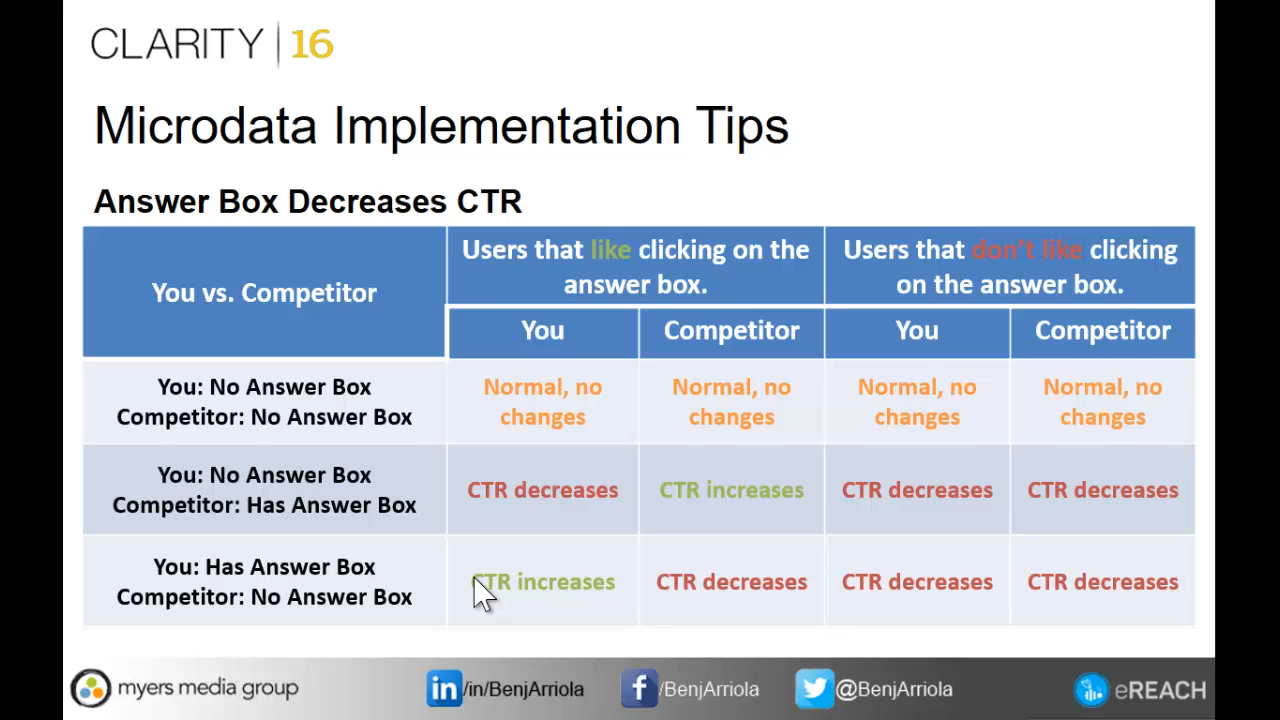 CLARITY | 16
Microdata Implementation Tips
Answer Box Decreases CTR
You vs. Competitor
Users that like clicking on the
answer box.
Users that don't like clicking
on the answer box.
You
Competitor
You
Competitor
You: No Answer Box
Competitor: No Answer Box
Normal, no
changes
Normal, no
changes
Normal, no
changes
Normal, no
changes
You: No Answer Box
Competitor: Has Answer Box
CTR decreases
CTR increases
CTR decreases
CTR decreases
You: Has Answer Box
Competitor: No Answer Box
CTR increases
CTR decreases
CTR decreases
CTR decreases
myers media group
in /in/BenjArriola
f /BenjArriola
@BenjArriola
eREACH